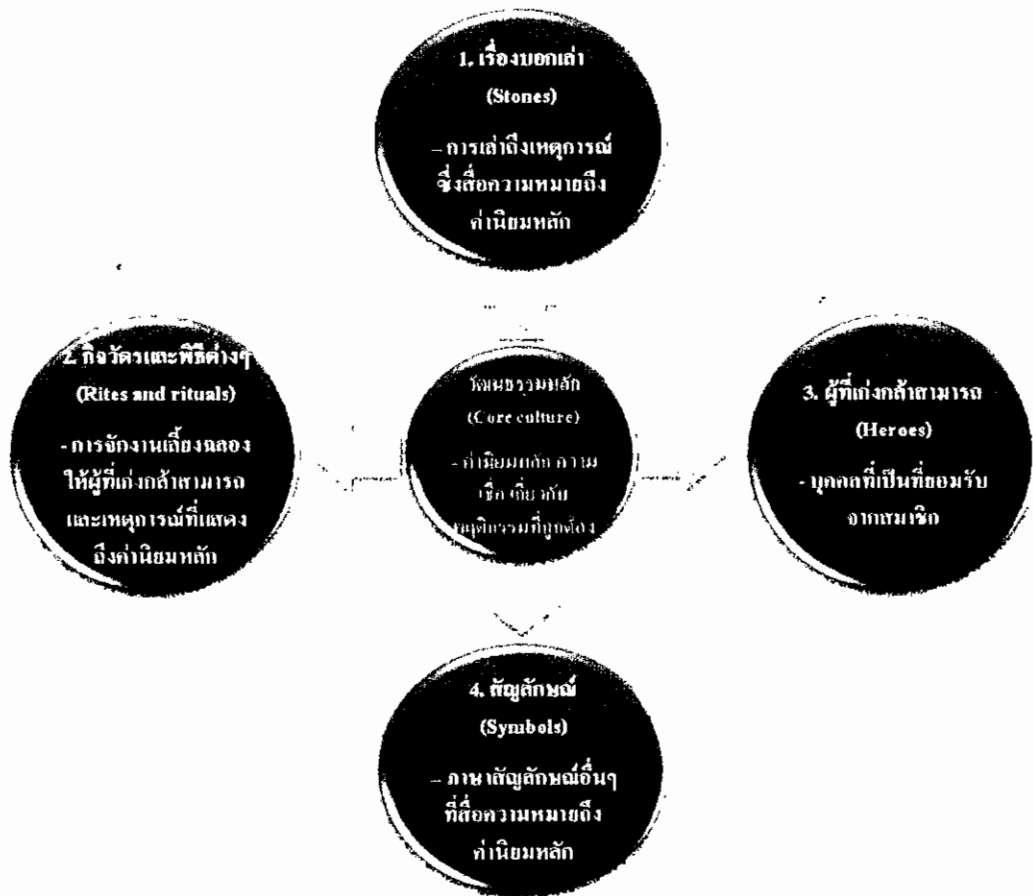 1. เรื่องบอกเล่า
(Stones)
– การเล่าถึงเหตุการณ์
ซึ่งสื่อความหมายถึง
ค่านิยมหลัก
2. กิจวัตรและพิธีต่างๆ
(Rites and rituals)
- การจัดงานเลี้ยงฉลอง
ให้ผู้ที่เก่งกล้าสามารถ
และเหตุการณ์ที่แสดง
ถึงค่านิยมหลัก
วัฒนธรรมหลัก
(Core culture)
- ค่านิยมหลัก ความ
เชื่อ เกี่ยวกับ
พฤติกรรมที่ถูกต้อง
3. ผู้ที่เก่งกล้าสามารถ
(Heroes)
- บุคคลที่เป็นที่ยอมรับ
จากสมาชิก
4. สัญลักษณ์
(Symbols)
– ภาษาสัญลักษณ์อื่นๆ
ที่สื่อความหมายถึง
ค่านิยมหลัก